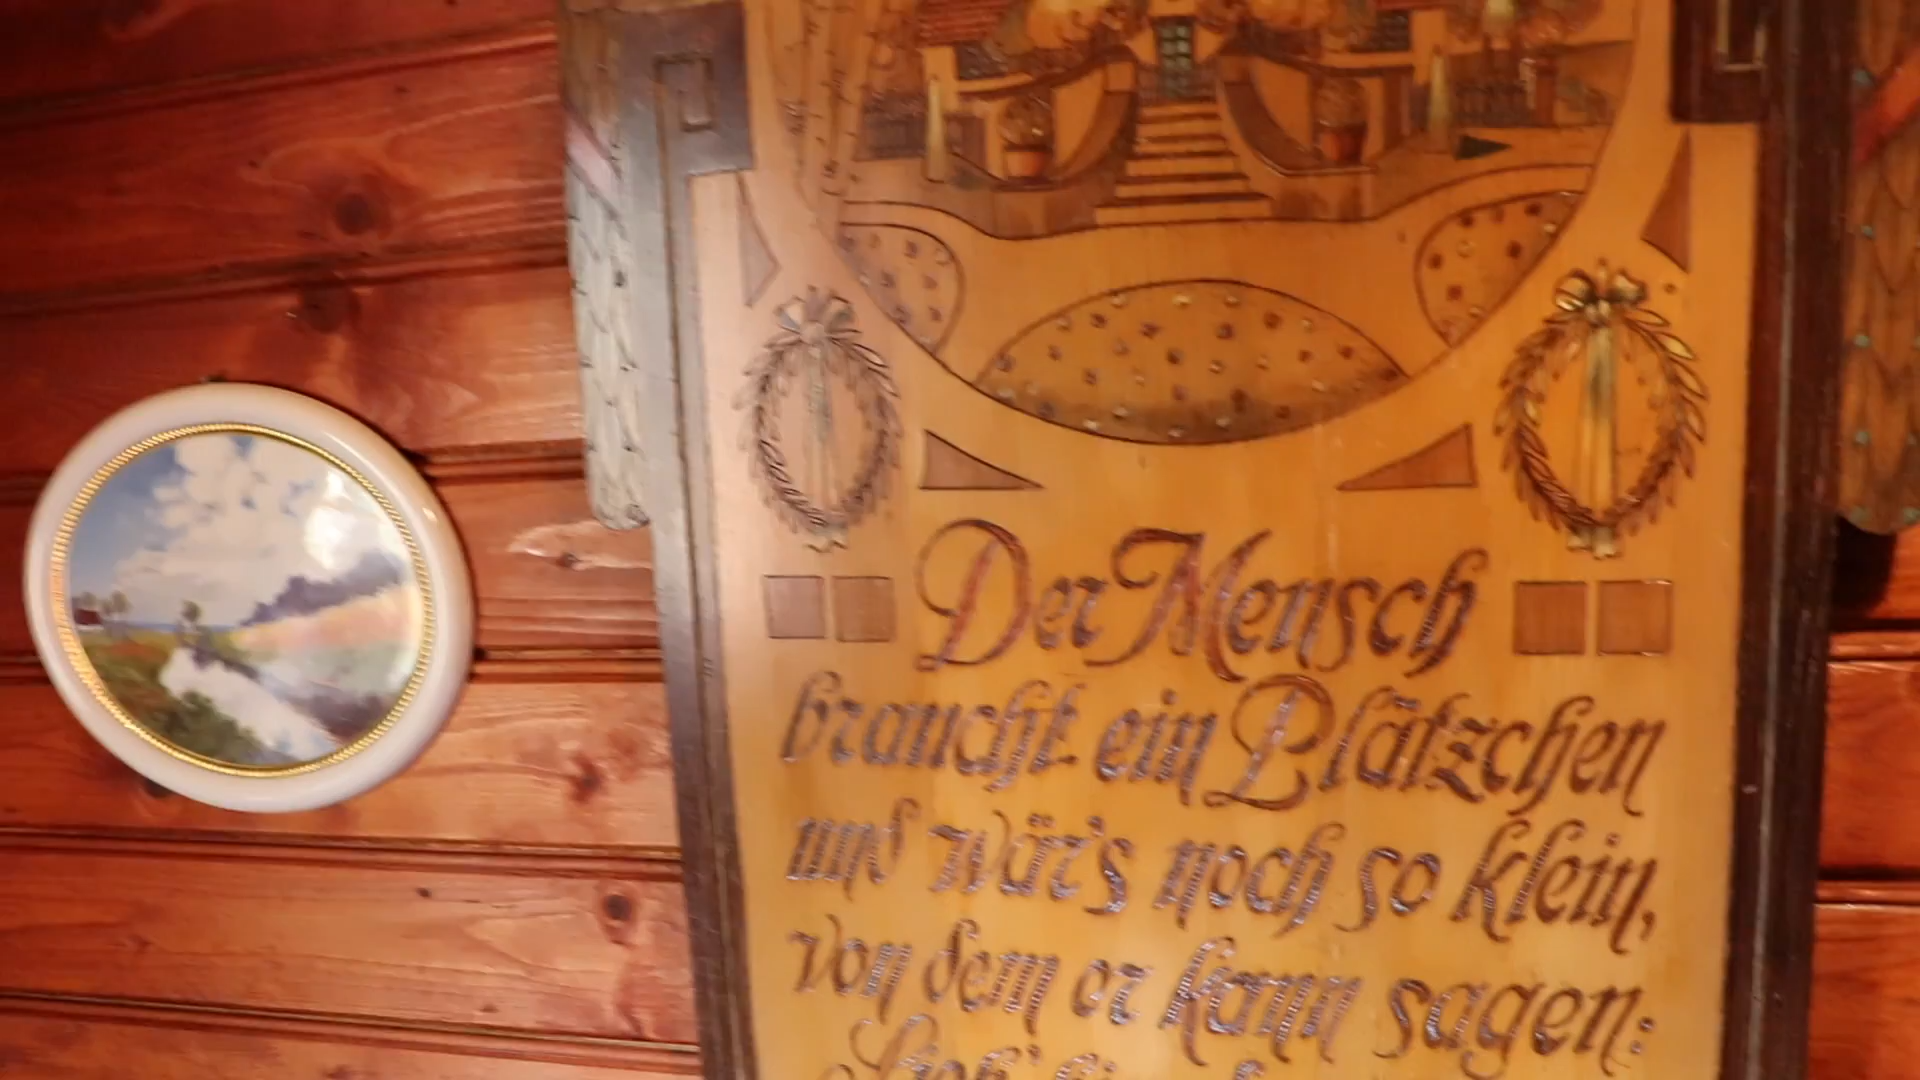 Der Mensch
braucht ein Plätzchen
und wär's noch so klein,
von dem er kann sagen: